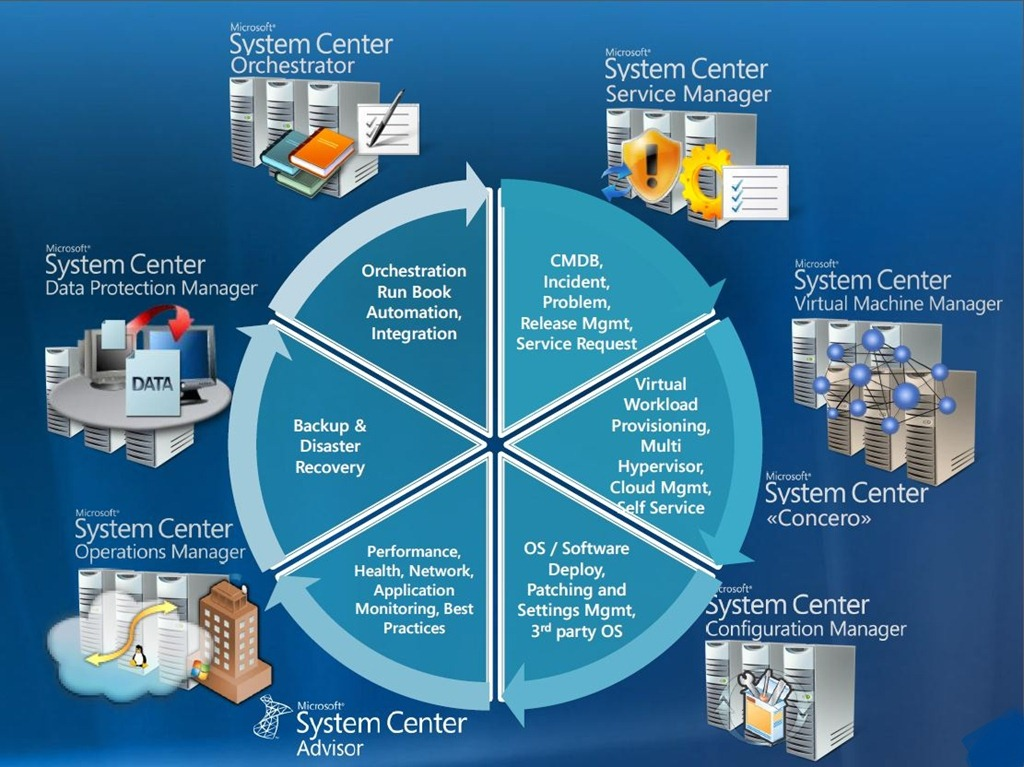 Microsoft®
System Center
Orchestrator
Microsoft®
System Center
Service Manager
Microsoft®
System Center
Data Protection Manager
DATA
Microsoft®
System Center
Virtual Machine Manager
Orchestration
Run Book
Automation,
Integration
CMDB,
Incident,
Problem,
Release Mgmt,
Service Request
Backup &
Disaster
Recovery
Virtual
Workload
Provisioning,
Multi
Hypervisor,
Cloud Mgmt,
Self Service
Microsoft®
System Center
«Concero»
Microsoft®
System Center
Operations Manager
Performance,
Health, Network,
Application
Monitoring, Best
Practices
OS / Software
Deploy,
Patching and
Settings Mgmt,
3rd party OS
Microsoft®
System Center
Configuration Manager
Microsoft®
System Center
Advisor